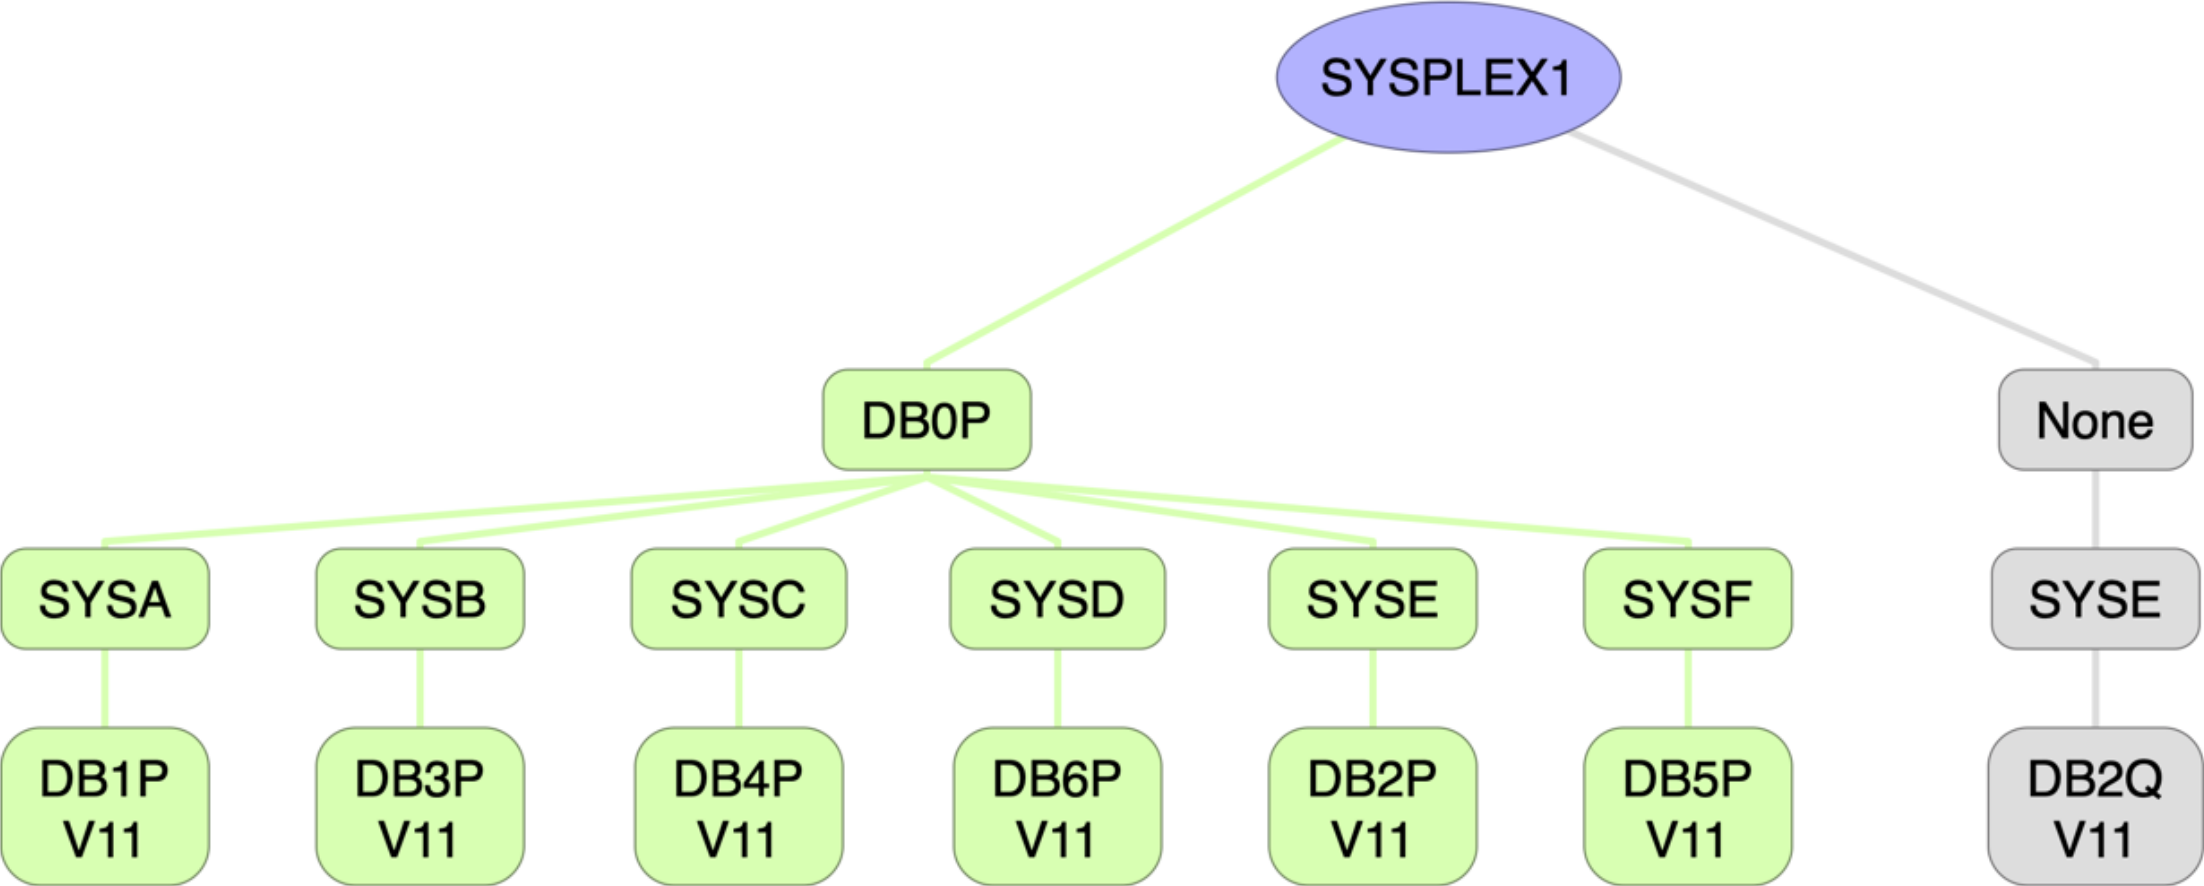 SYSPLEX1
DB0P
None
SYSA
SYSB
SYSC
SYSD
SYSE
SYSF
SYSE
DB1P
V11
DB3P
V11
DB4P
V11
DB6P
V11
DB2P
V11
DB5P
V11
DB2Q
V11